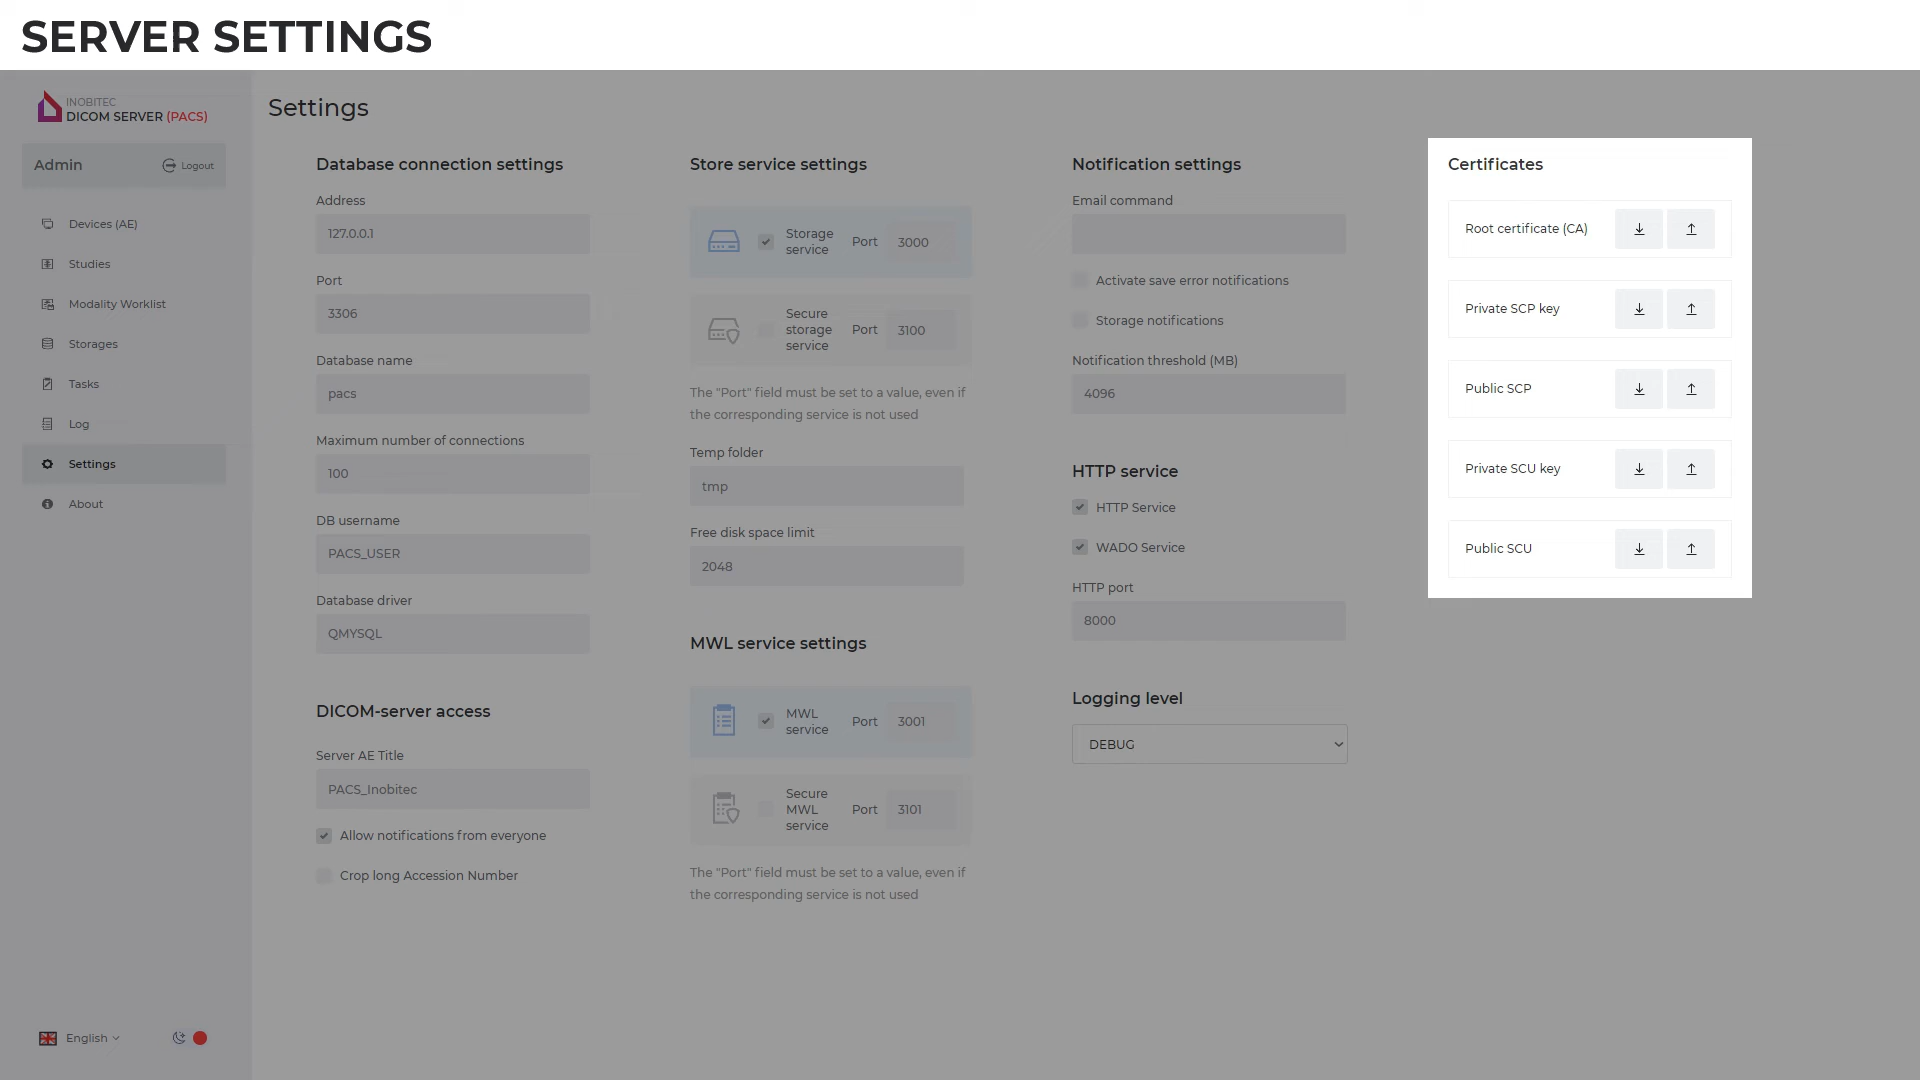 SERVER SETTINGS
INOBITEC
DICOM SERVER (PACS)
Admin
Logout
Devices (AE)
Studies
Modality Worklist
Storages
Tasks
Log
Settings
About
English
Settings
Database connection settings
Address
127.0.0.1
Port
3306
Database name
pacs
Maximum number of connections
100
DB username
PACS_USER
Database driver
QMYSQL
DICOM-server access
Server AE Title
PACS_Inobitec
Allow notifications from everyone
Crop long Accession Number
Store service settings
Storage
service
Port
3000
Secure
storage
service
Port
3100
The "Port" field must be set to a value, even if
the corresponding service is not used
Temp folder
tmp
Free disk space limit
2048
MWL service settings
MWL
service
Port
3001
Secure
MWL
service
Port
3101
The "Port" field must be set to a value, even if
the corresponding service is not used
Notification settings
Email command
Activate save error notifications
Storage notifications
Notification threshold (MB)
4096
HTTP service
HTTP Service
WADO Service
HTTP port
8000
Logging level
DEBUG
Certificates
Root certificate (CA)
Private SCP key
Public SCP
Private SCU key
Public SCU